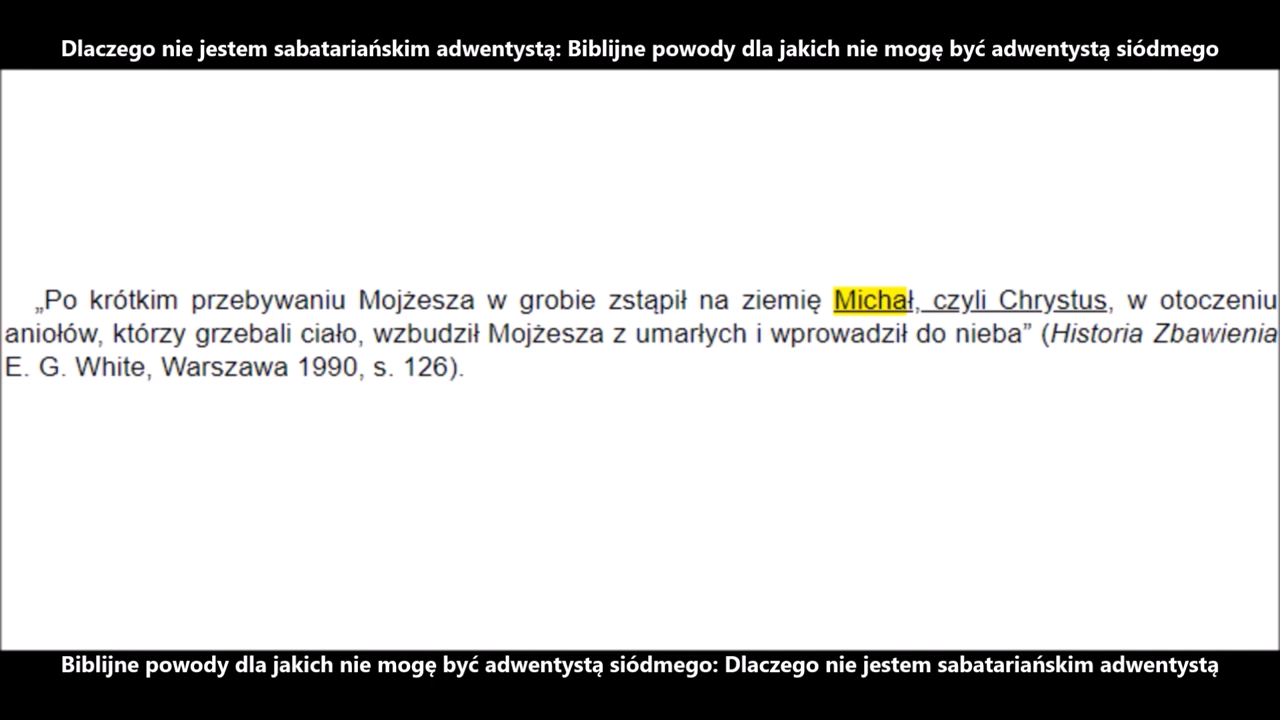 Dlaczego nie jestem sabatariańskim adwentystą: Biblijne powody dla jakich nie mogę być adwentystą siódmego
„Po krótkim przebywaniu Mojżesza w grobie zstąpił na ziemię Michał, czyli Chrystus, w otoczeniu
aniołów, którzy grzebali ciało, wzbudził Mojżesza z umarłych i wprowadził do nieba” (Historia Zbawienia
E. G. White, Warszawa 1990, s. 126).
Biblijne powody dla jakich nie mogę być adwentystą siódmego: Dlaczego nie jestem sabatariańskim adwentystą